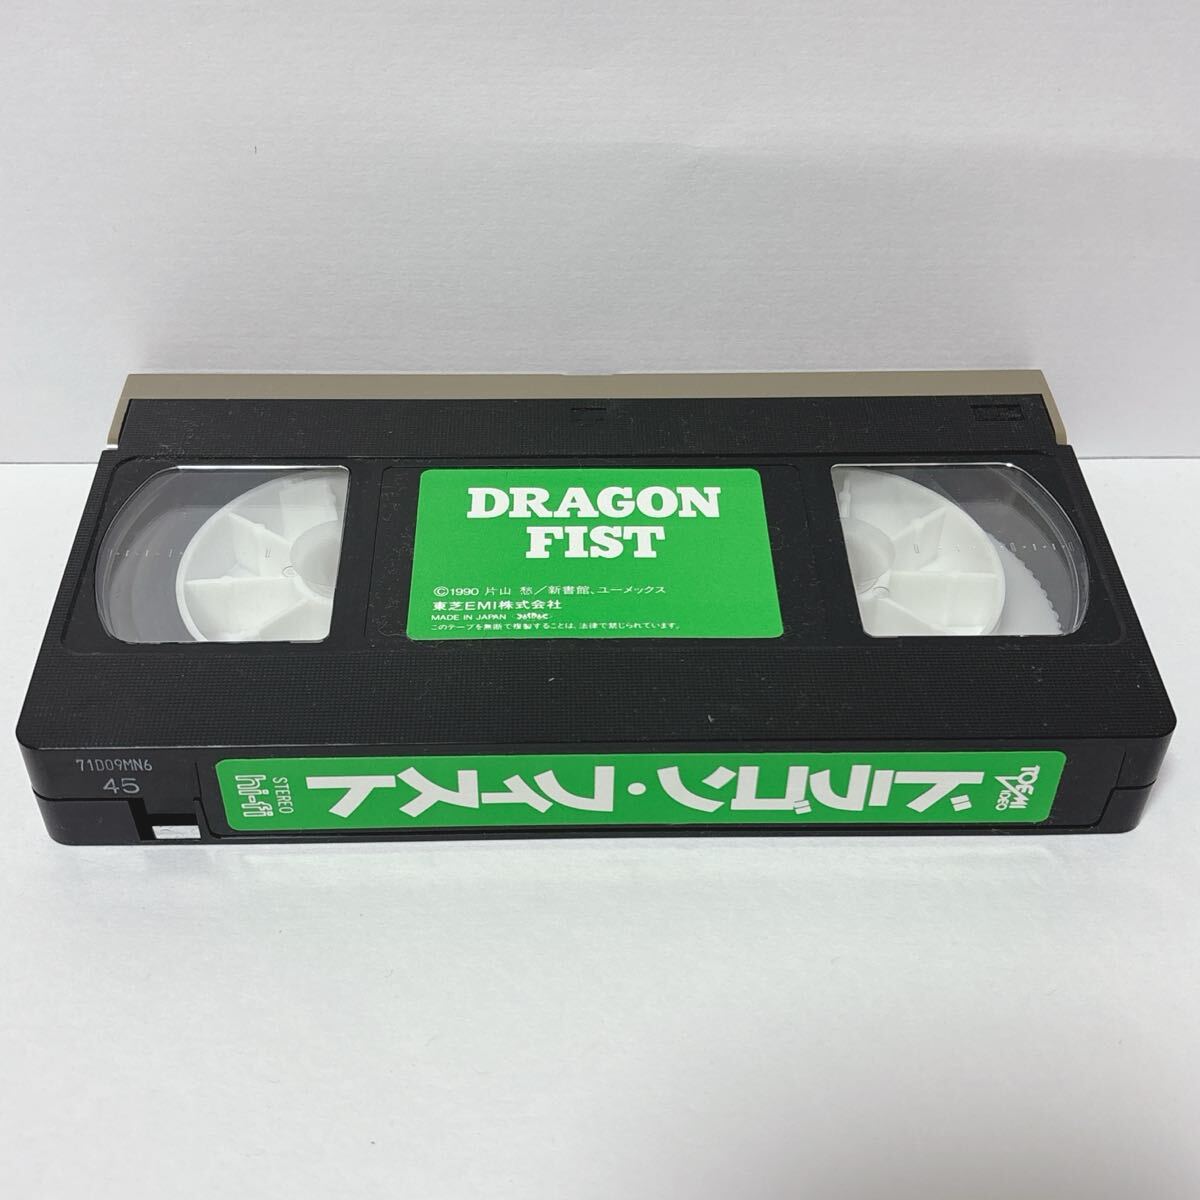 DRAGON
FIST
©1990 片山 愁／新書館、ユーメックス
東芝EMI株式会社
MADE IN JAPAN
このテープを無断で複製することは、法律で禁じられています。
71D09MN6
45
TOEMI
VIDEO
ドラゴン・フィスト
STEREO
hi-fi